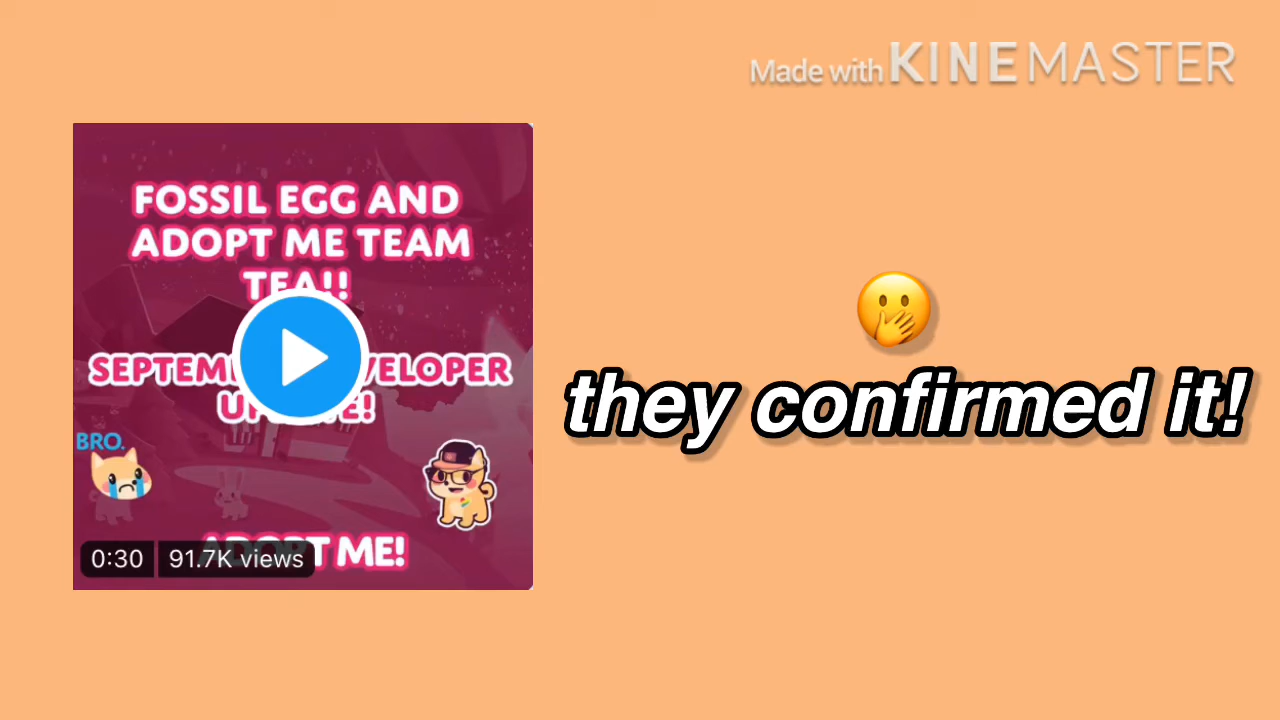 Made with KINEMASTER
FOSSIL EGG AND
ADOPT ME TEAM
TEA!!
BRO.
ME!
0:30 91.7K views
they confirmed it!